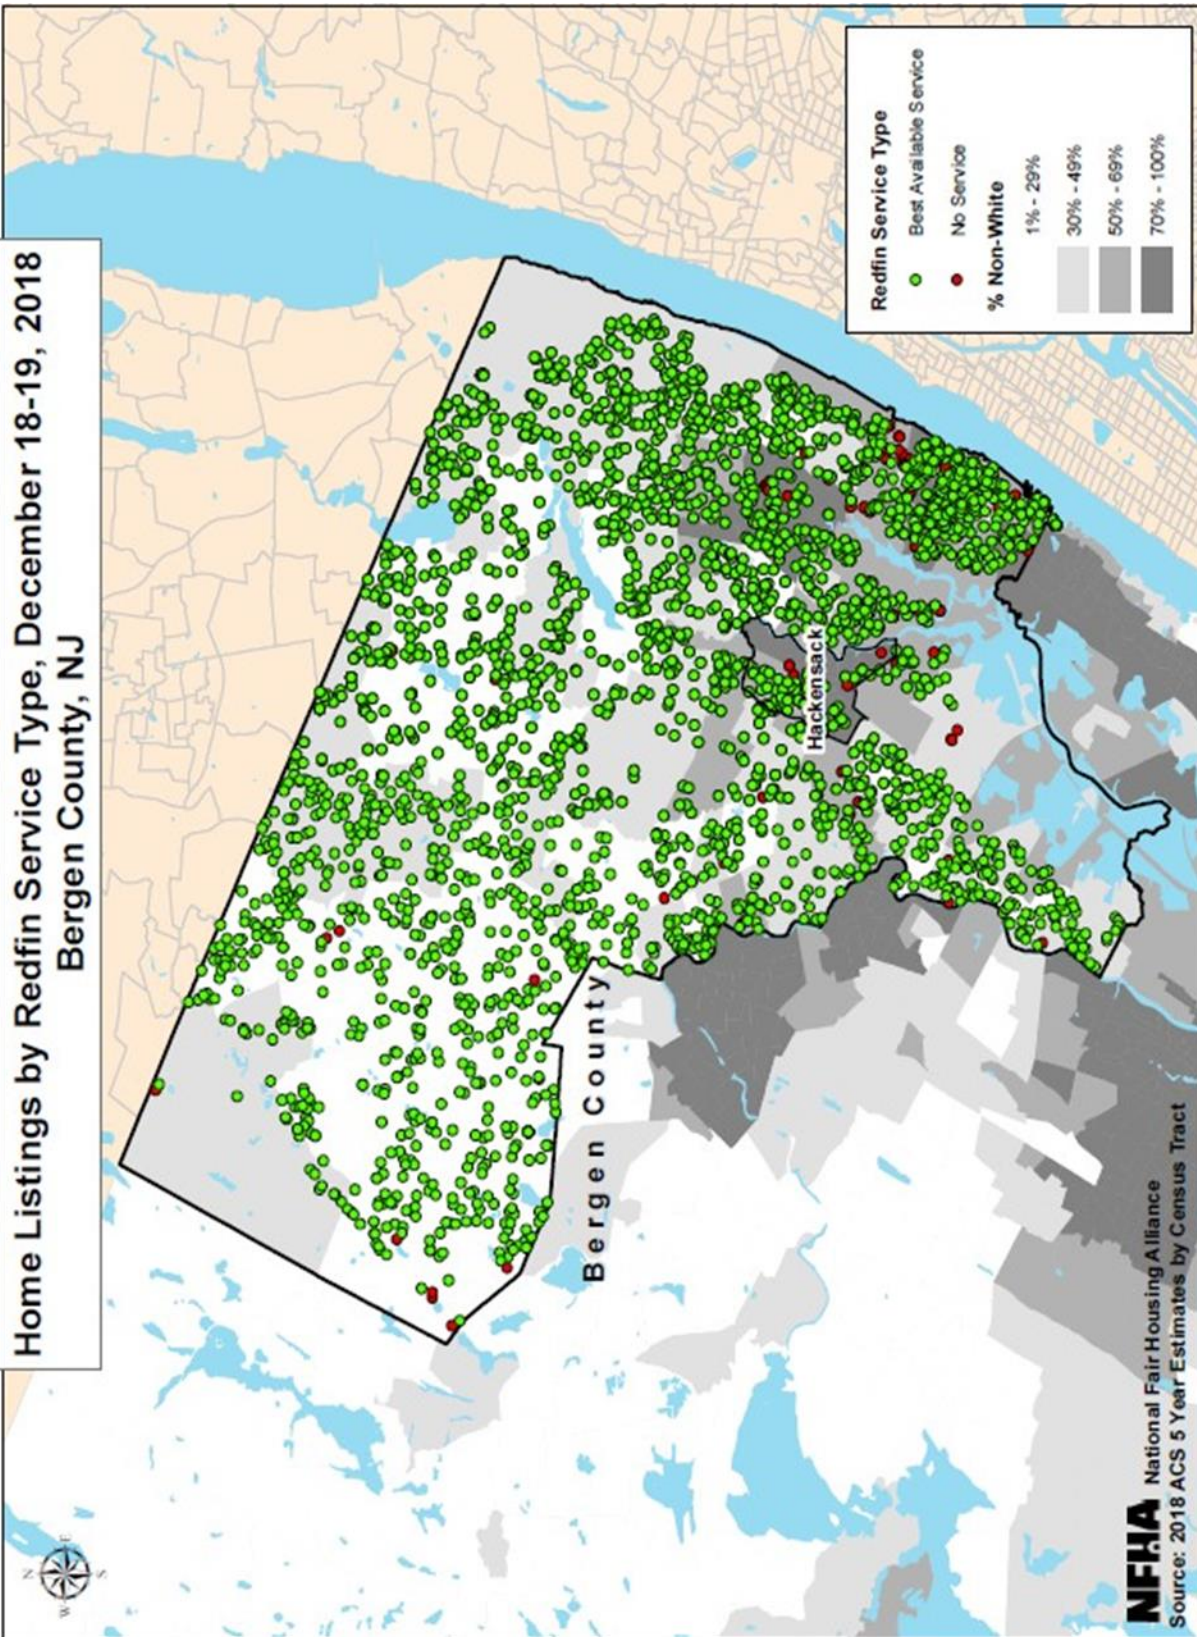 Home Listings by Redfin Service Type, December 18-19, 2018
Bergen County, NJ
N
W
E
S
Hackensack
Bergen County
Redfin Service Type
Best Available Service
No Service
% Non-White
1% - 29%
30% - 49%
50% - 69%
70% - 100%
NFHA National Fair Housing Alliance
Source: 2018 ACS 5 Year Estimates by Census Tract